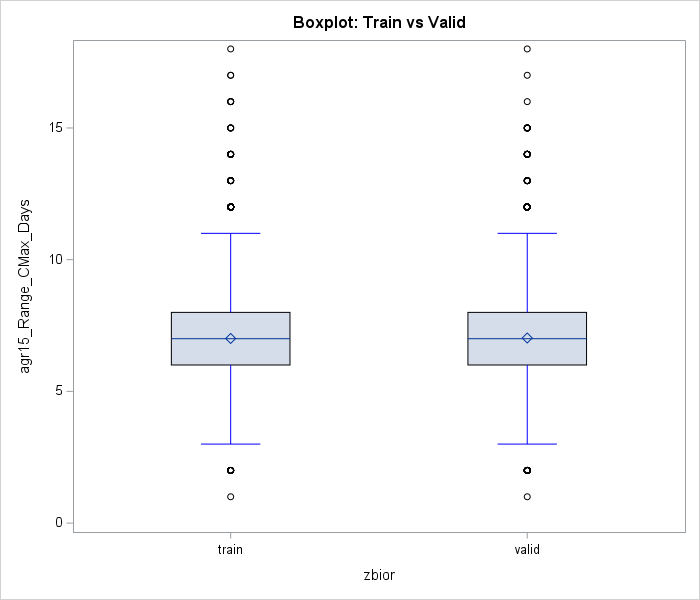 Boxplot: Train vs Valid
agr15_Range_CMax_Days
15
10
5
0
train
valid
zbior